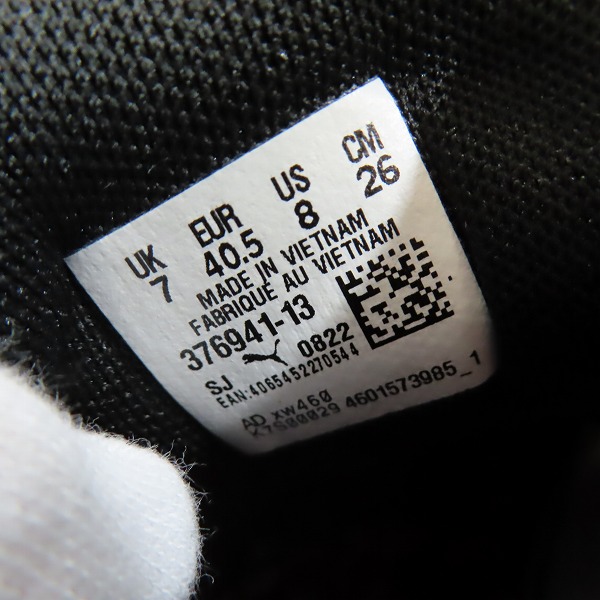 UK EUR US CM
7 40.5 8 26
MADE IN VIETNAM
FABRIQUE AU VIETNAM
376941-13
SJ 0822
EAN:4065452270544
AD xw460
K7S00029 4601573985_1